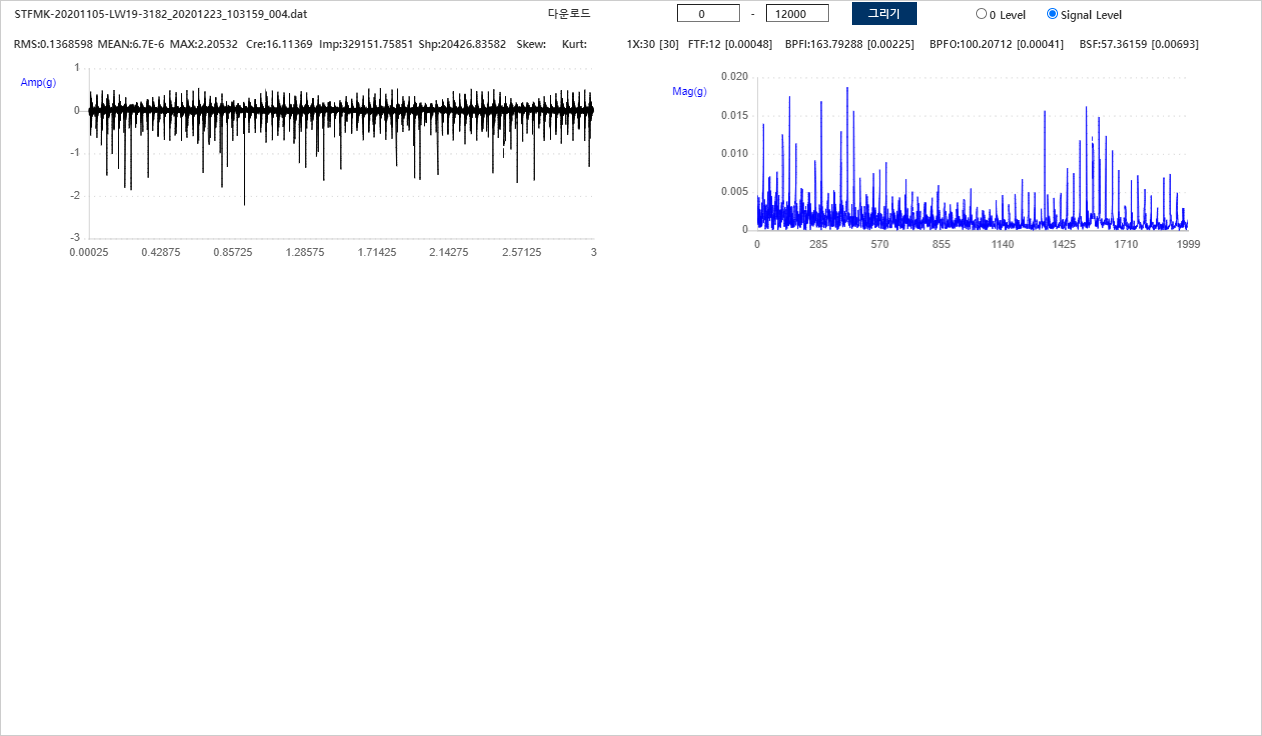 STFMK-20201105-LW19-3182_20201223_103159_004.dat 다운로드 0 - 12000 그리기 0 Level Signal Level
RMS:0.1368598 MEAN:6.7E-6 MAX:2.20532 Cre:16.11369 Imp:329151.75851 Shp:20426.83582 Skew: Kurt: 1X:30 [30] FTF:12 [0.00048] BPFI:163.79288 [0.00225] BPFO:100.20712 [0.00041] BSF:57.36159 [0.00693]
Amp(g)
1
0
-1
-2
-3
0.00025 0.42875 0.85725 1.28575 1.71425 2.14275 2.57125 3
Mag(g)
0.020
0.015
0.010
0.005
0
0 285 570 855 1140 1425 1710 1999